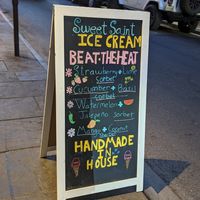 Sweet Saint
ICE CREAM
BEAT-THE-HEAT
Strawberry + Lime
Sorbet
Cucumber + Basil
Sorbet
Watermelon +
Jalapeño Sorbet
Mango + Coconut
Sorbet
HANDMADE
IN
HOUSE